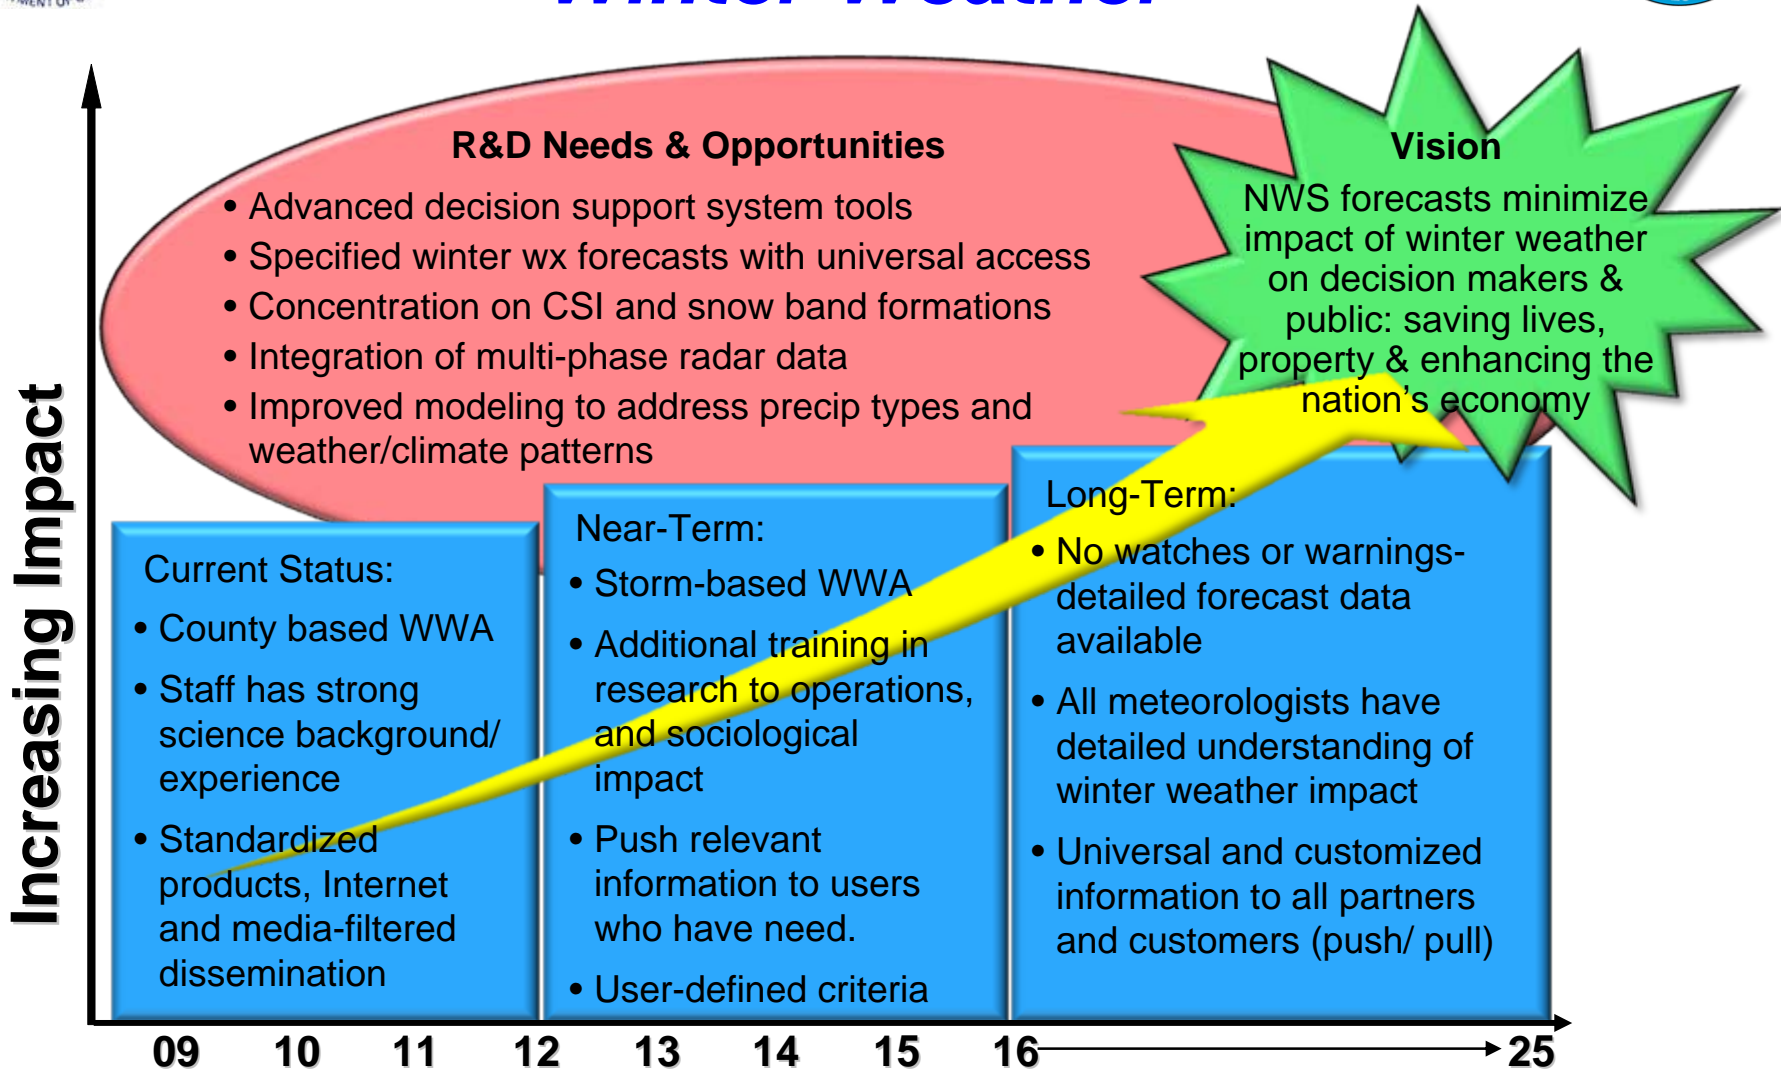 Winter Weather
R&D Needs & Opportunities
• Advanced decision support system tools
• Specified winter wx forecasts with universal access
• Concentration on CSI and snow band formations
• Integration of multi-phase radar data
• Improved modeling to address precip types and
weather/climate patterns
Vision
NWS forecasts minimize
impact of winter weather
on decision makers &
public: saving lives,
property & enhancing the
nation’s economy
Increasing Impact
Current Status:
• County based WWA
• Staff has strong
science background/
experience
• Standardized
products, Internet
and media-filtered
dissemination
Near-Term:
• Storm-based WWA
• Additional training in
research to operations,
and sociological
impact
• Push relevant
information to users
who have need.
• User-defined criteria
Long-Term:
• No watches or warnings-
detailed forecast data
available
• All meteorologists have
detailed understanding of
winter weather impact
• Universal and customized
information to all partners
and customers (push/ pull)
09 10 11 12 13 14 15 16 25